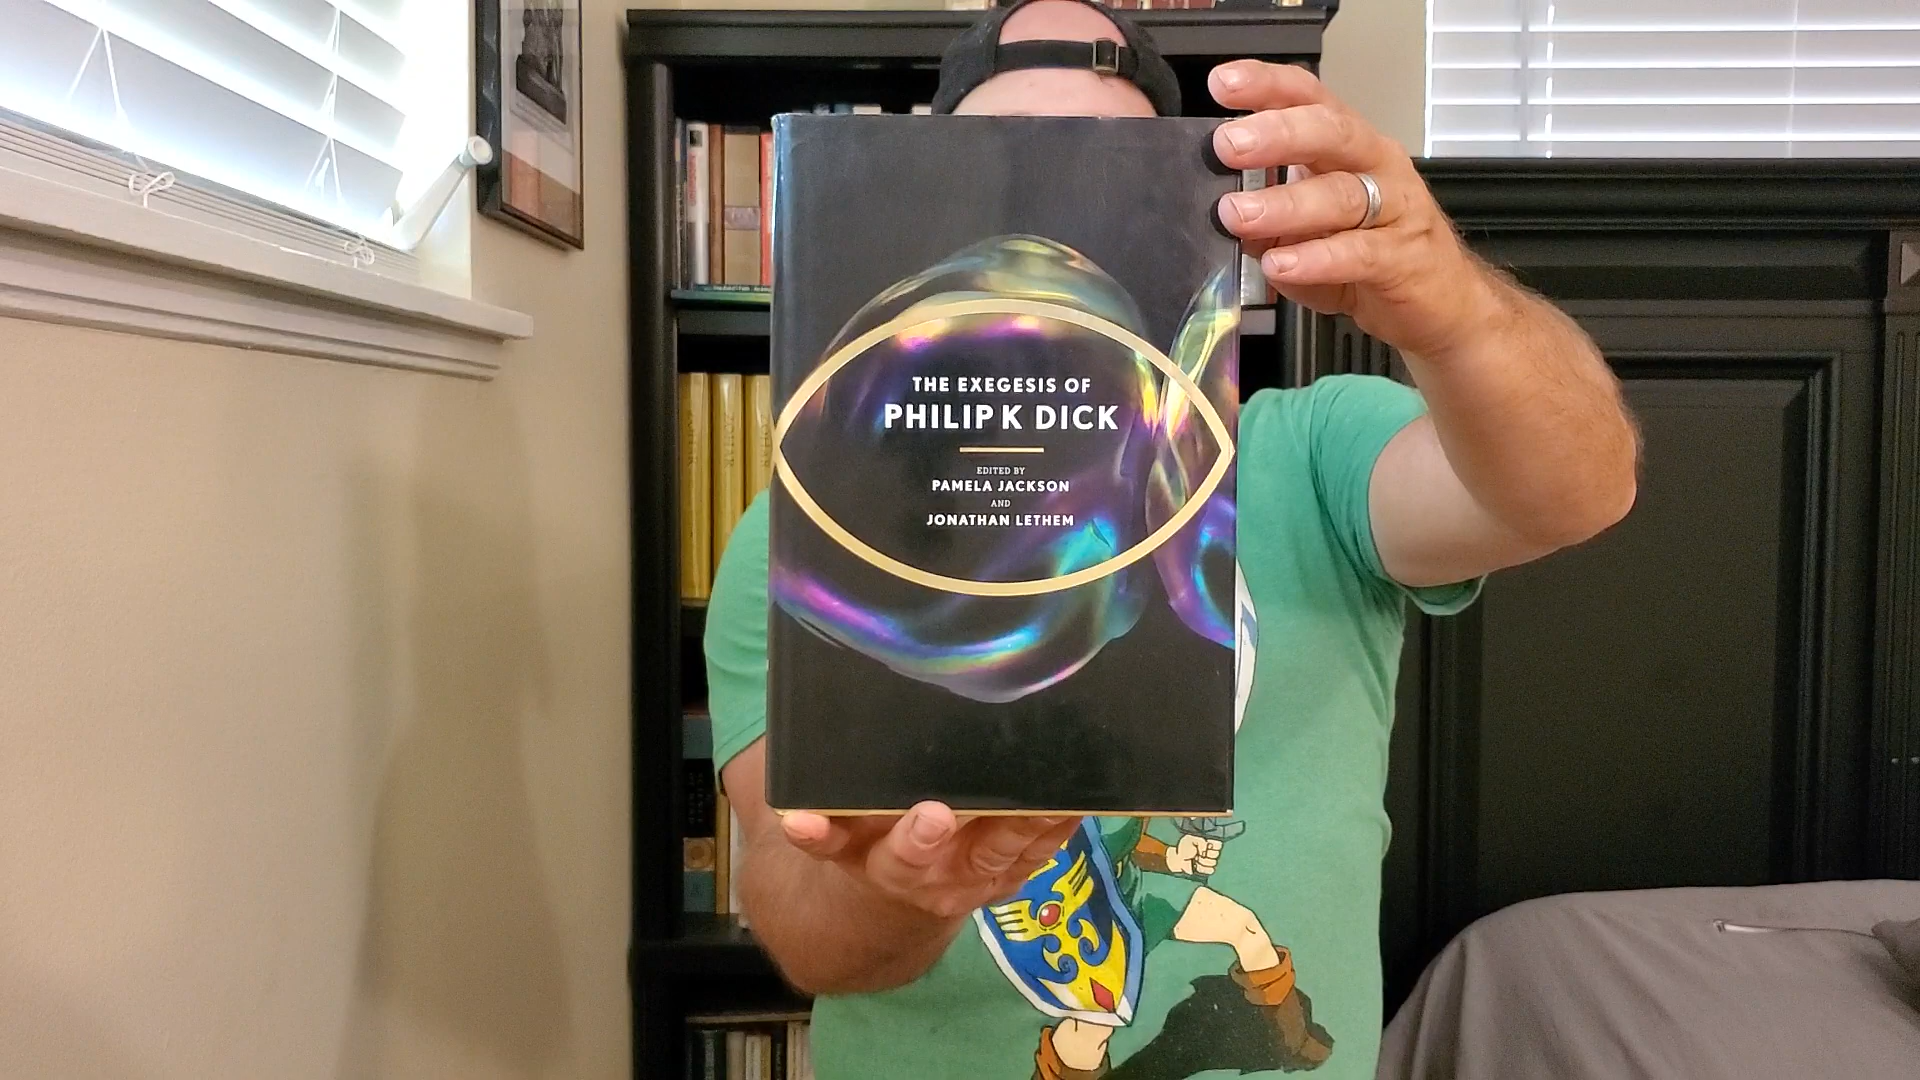 THE EXEGESIS OF
PHILIP K DICK
EDITED BY
PAMELA JACKSON
AND
JONATHAN LETHEM